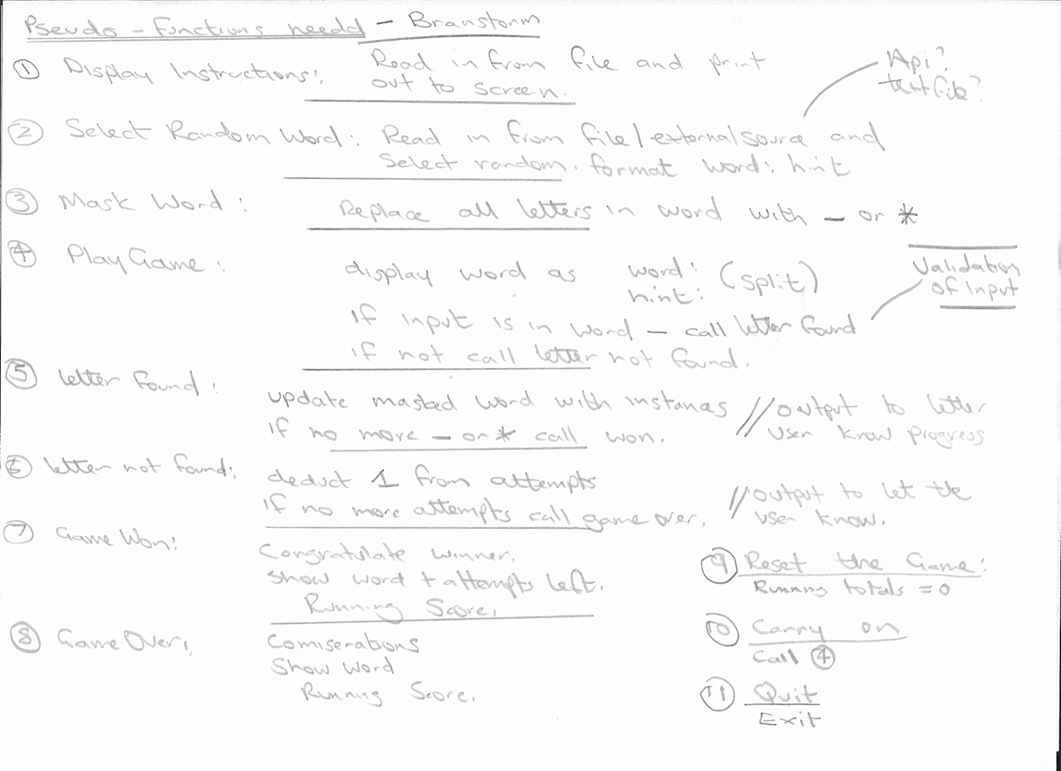 Pseudo - Functions needd - Branstorm
① Display Instructions: Read in from file and print
out to screen.
Api?
textfile?
② Select Random Word: Read in from file/external source and
Select random. format word: hint
③ Mask Word: Replace all letters in word with - or *
④ Play Game: display word as word: (split)
hint:
if input is in word - call letter found
if not call letter not found.
Validation
of Input
⑤ letter found:
update masked word with instances // output to letter
if no more - or * call won. user know progress
⑥ letter not found: deduct 1 from attempts
if no more attempts call game over. // output to let the
user know.
⑦ Game Won: Congratulate winner.
Show word + attempts left.
Running Score.
⑧ Game Over: Comiserations
Show word
Running Score.
⑨ Reset the Game:
Running totals = 0
⑩ Carry on
Call ④
⑪ Quit
Exit